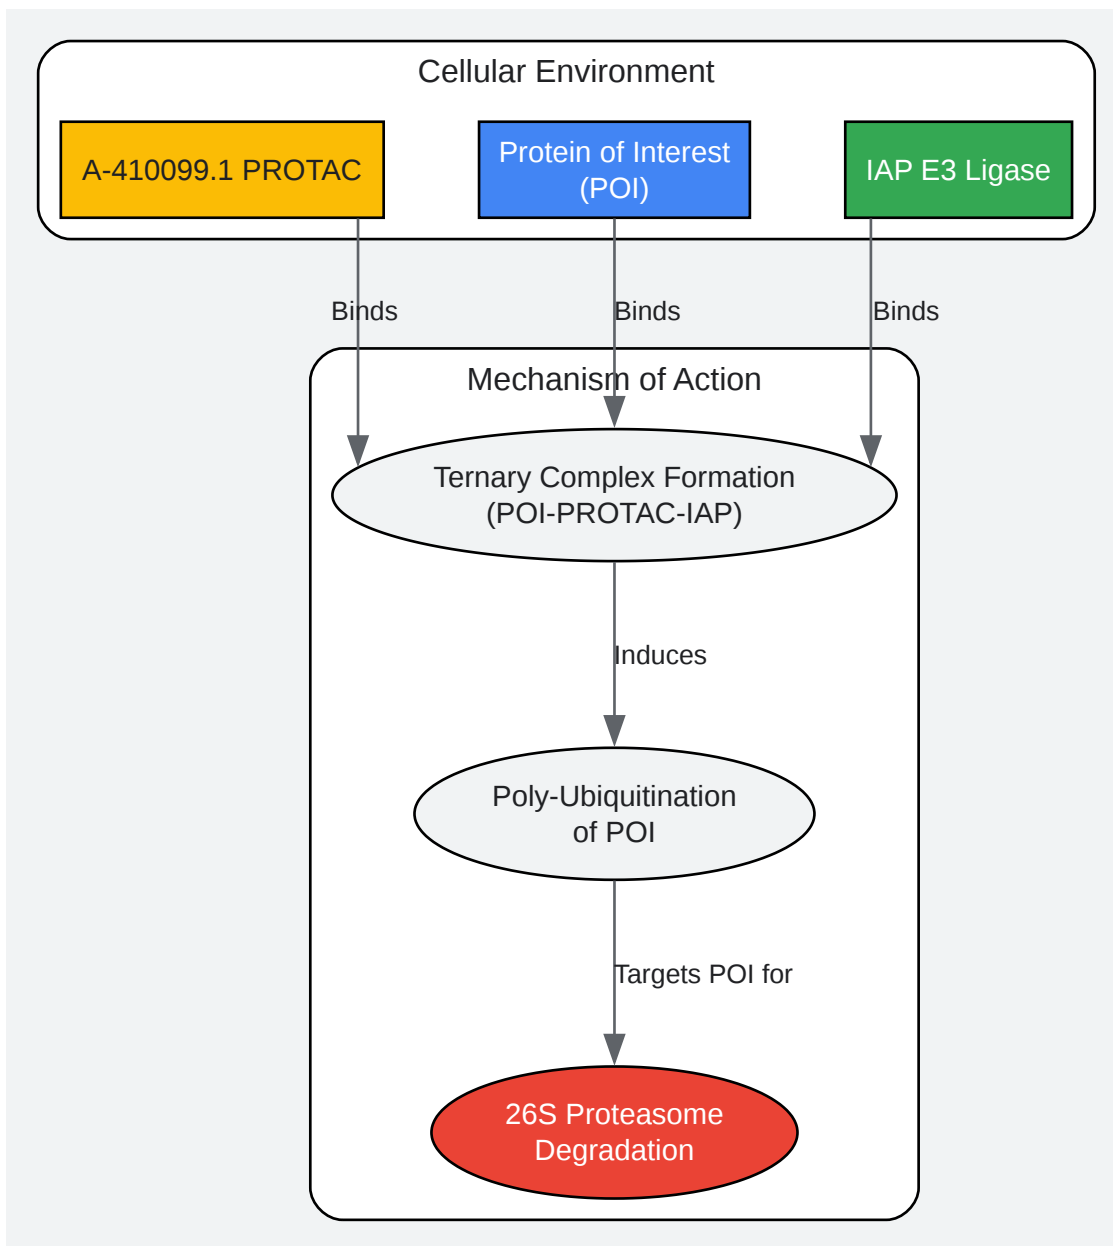 Cellular Environment
A-410099.1 PROTAC
Protein of Interest
(POI)
IAP E3 Ligase
Binds
Binds
Binds
Mechanism of Action
Ternary Complex Formation
(POI-PROTAC-IAP)
Induces
Poly-Ubiquitination
of POI
Targets POI for
26S Proteasome
Degradation